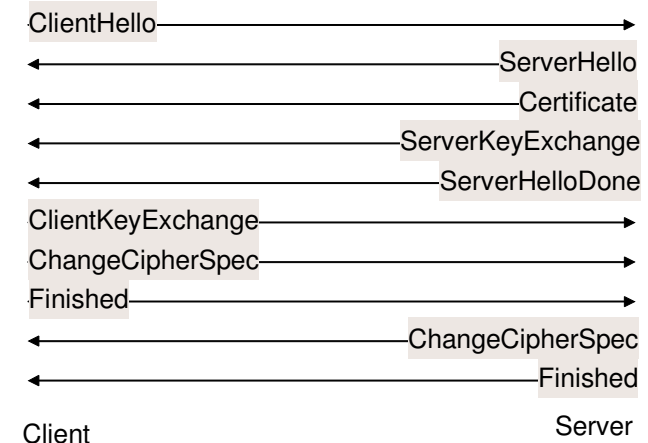 ClientHello
ServerHello
Certificate
ServerKeyExchange
ServerHelloDone
ClientKeyExchange
ChangeCipherSpec
Finished
ChangeCipherSpec
Finished
Client
Server